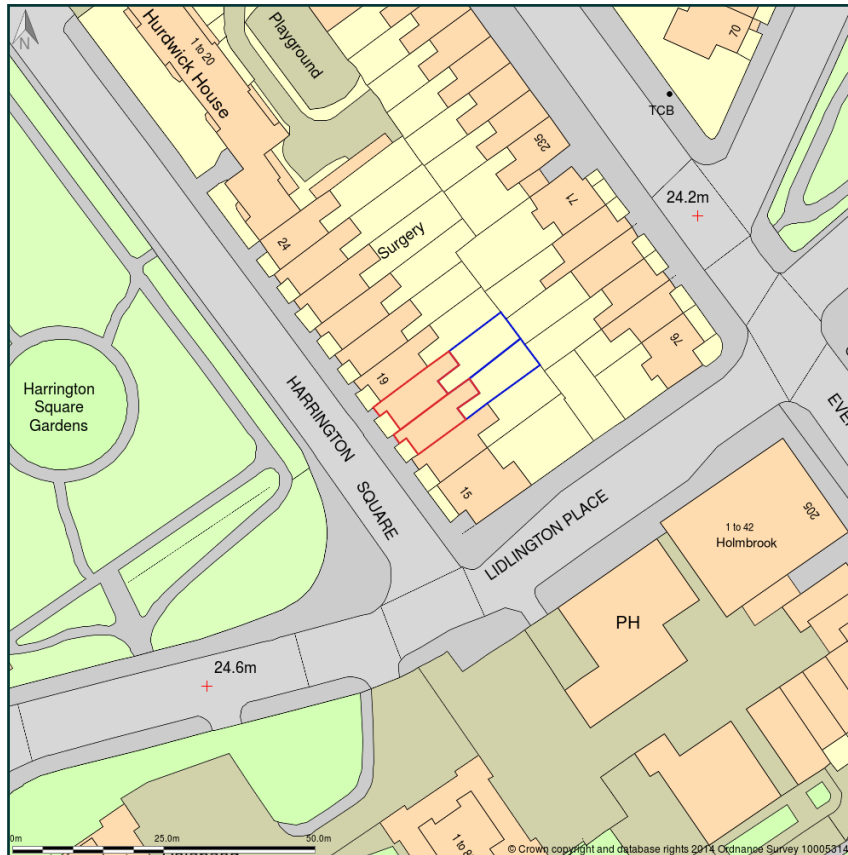 N
Hurdwick House
1 to 20
Playground
70
TCB
235
71
24.2m
24
Surgery
76
19
Harrington
Square
Gardens
HARRINGTON
SQUARE
15
LIDLINGTON PLACE
EVE
205
1 to 42
Holmbrook
PH
24.6m
25.0m
50.0m
1 to 8
© Crown copyright and database rights 2014 Ordnance Survey 10005314